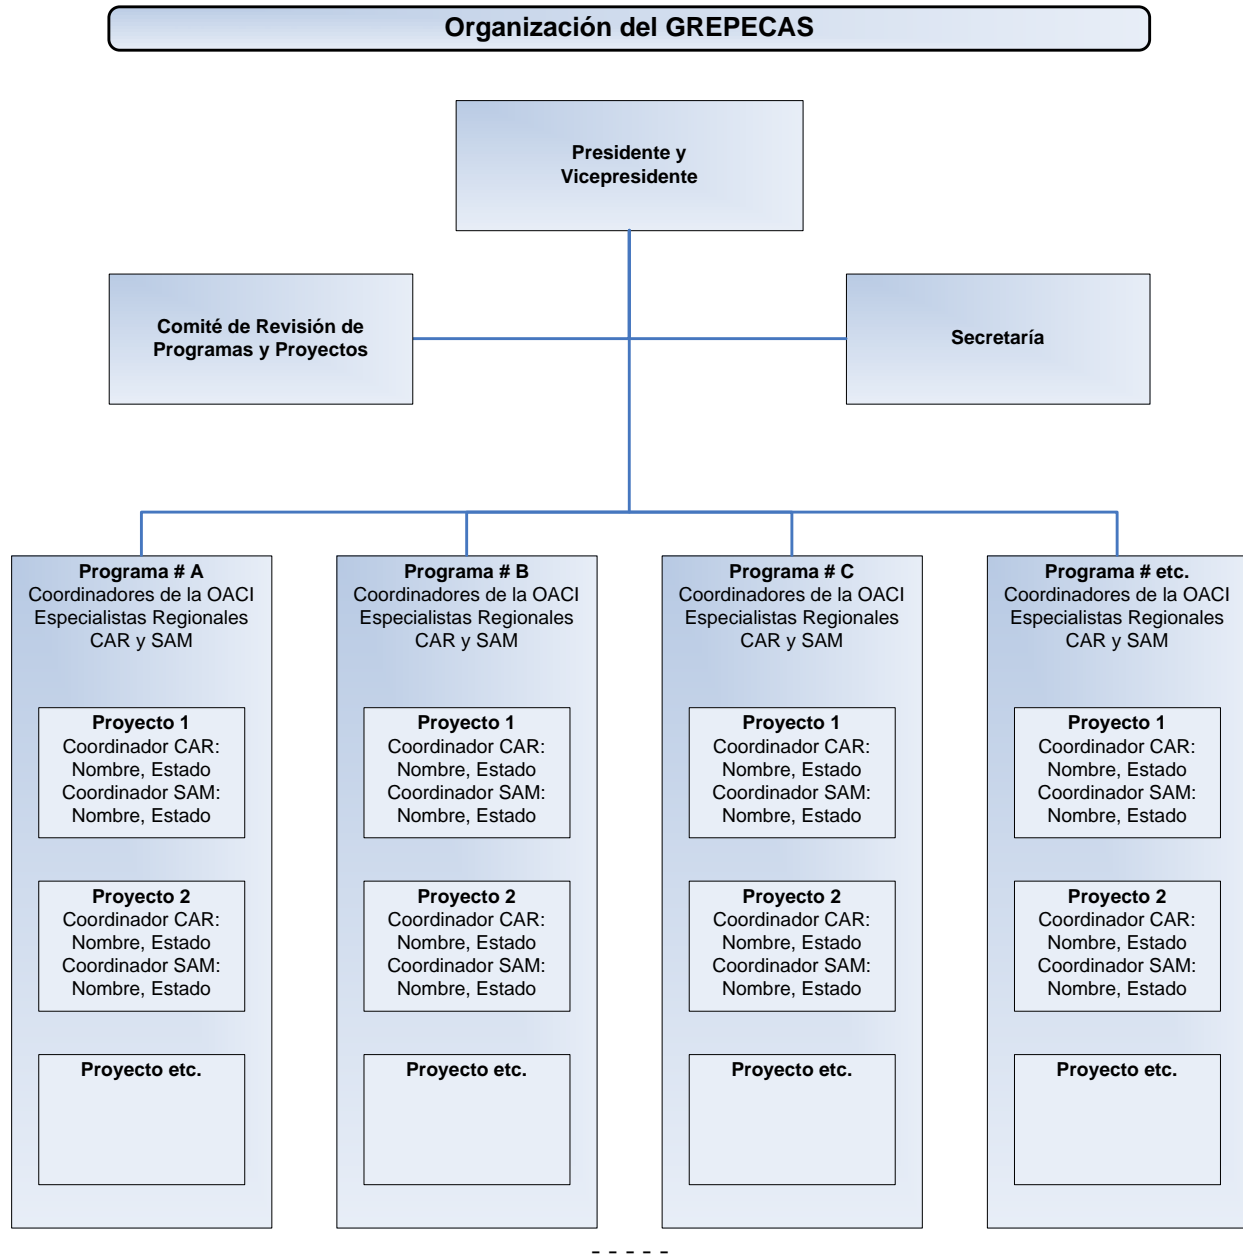 Organización del GREPECAS
Presidente y
Vicepresidente
Comité de Revisión de
Programas y Proyectos
Secretaría
Programa # A
Coordinadores de la OACI
Especialistas Regionales
CAR y SAM
Proyecto 1
Coordinador CAR:
Nombre, Estado
Coordinador SAM:
Nombre, Estado
Proyecto 2
Coordinador CAR:
Nombre, Estado
Coordinador SAM:
Nombre, Estado
Proyecto etc.
Programa # B
Coordinadores de la OACI
Especialistas Regionales
CAR y SAM
Proyecto 1
Coordinador CAR:
Nombre, Estado
Coordinador SAM:
Nombre, Estado
Proyecto 2
Coordinador CAR:
Nombre, Estado
Coordinador SAM:
Nombre, Estado
Proyecto etc.
Programa # C
Coordinadores de la OACI
Especialistas Regionales
CAR y SAM
Proyecto 1
Coordinador CAR:
Nombre, Estado
Coordinador SAM:
Nombre, Estado
Proyecto 2
Coordinador CAR:
Nombre, Estado
Coordinador SAM:
Nombre, Estado
Proyecto etc.
Programa # etc.
Coordinadores de la OACI
Especialistas Regionales
CAR y SAM
Proyecto 1
Coordinador CAR:
Nombre, Estado
Coordinador SAM:
Nombre, Estado
Proyecto 2
Coordinador CAR:
Nombre, Estado
Coordinador SAM:
Nombre, Estado
Proyecto etc.
- - - - -